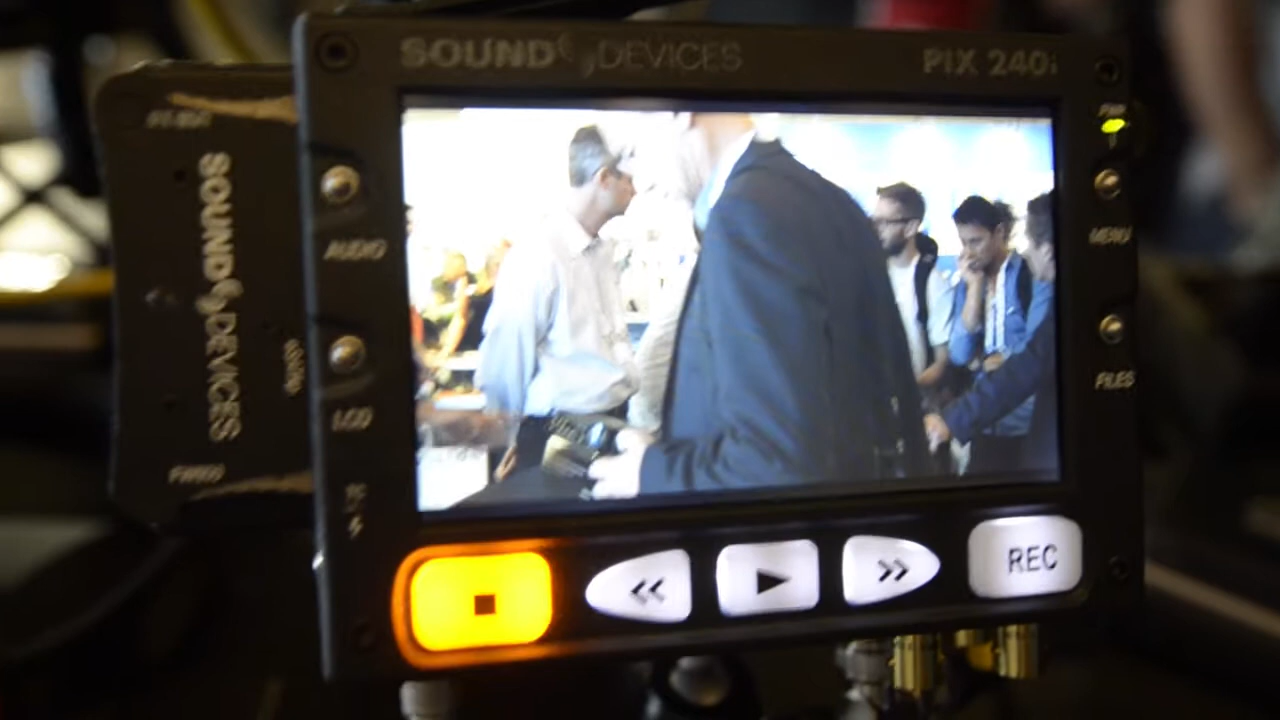 SOUND DEVICES
PIX 240i
SOUND DEVICES
AUDIO
LCD
MENU
FILES
REC